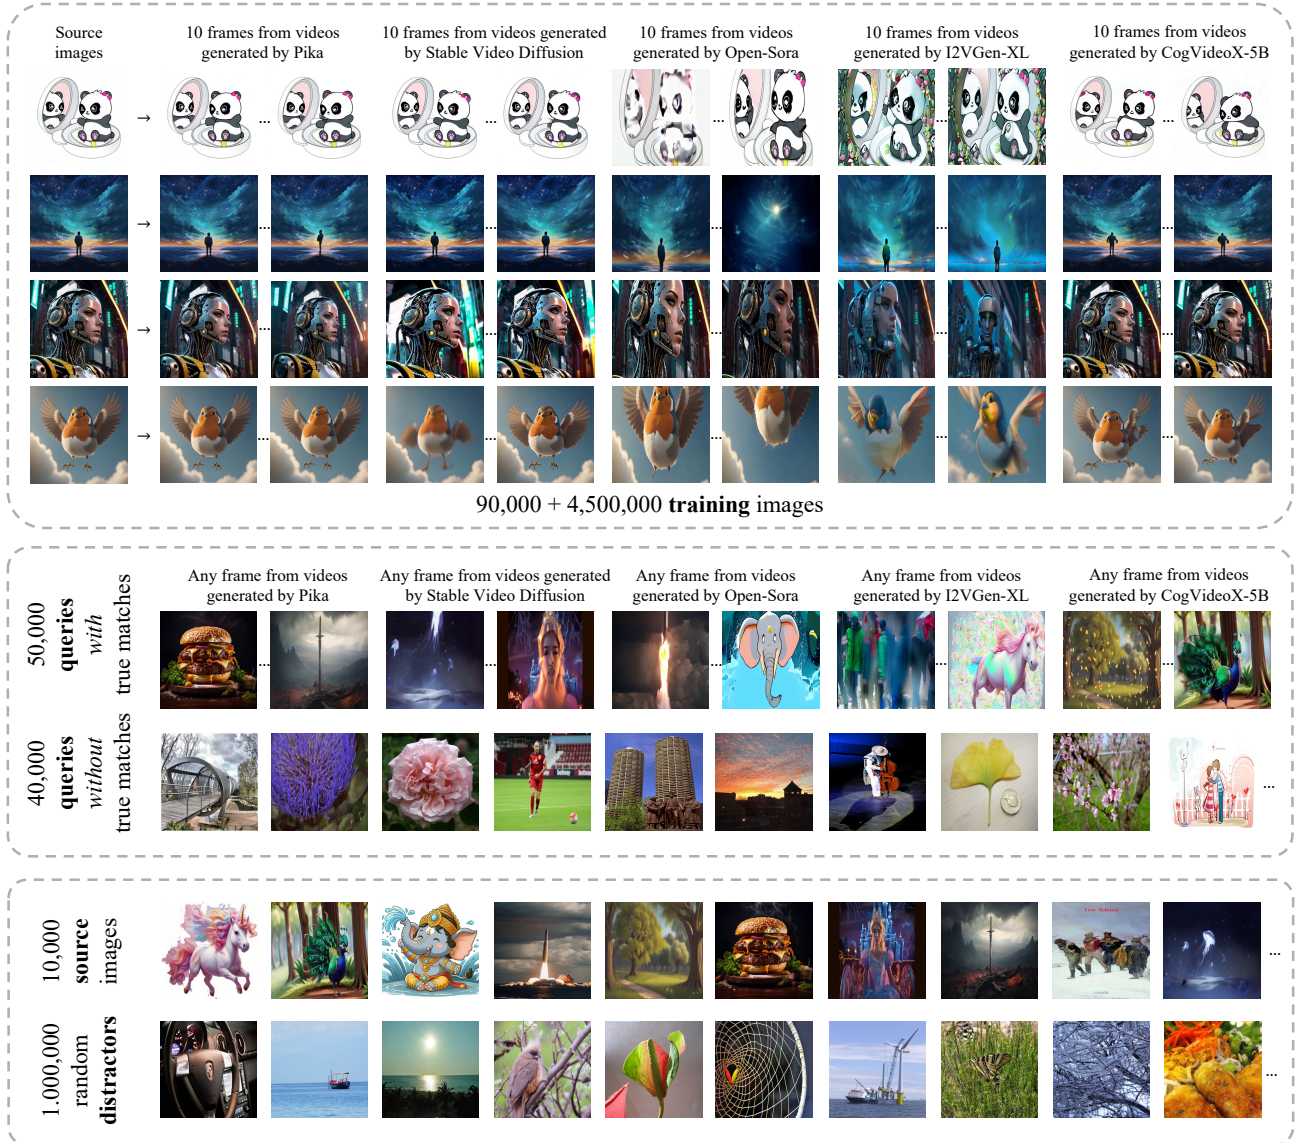 Source
images
10 frames from videos
generated by Pika
10 frames from videos generated
by Stable Video Diffusion
10 frames from videos
generated by Open-Sora
10 frames from videos
generated by I2VGen-XL
10 frames from videos
generated by CogVideoX-5B
→
...
...
...
...
...
→
...
...
...
...
...
→
...
...
...
...
...
→
...
...
...
...
...
90,000 + 4,500,000 training images
50,000
queries
with
true matches
Any frame from videos
generated by Pika
Any frame from videos generated
by Stable Video Diffusion
Any frame from videos
generated by Open-Sora
Any frame from videos
generated by I2VGen-XL
Any frame from videos
generated by CogVideoX-5B
...
...
...
...
...
40,000
queries
without
true matches
...
10,000
source
images
...
1.000,000
random
distractors
...